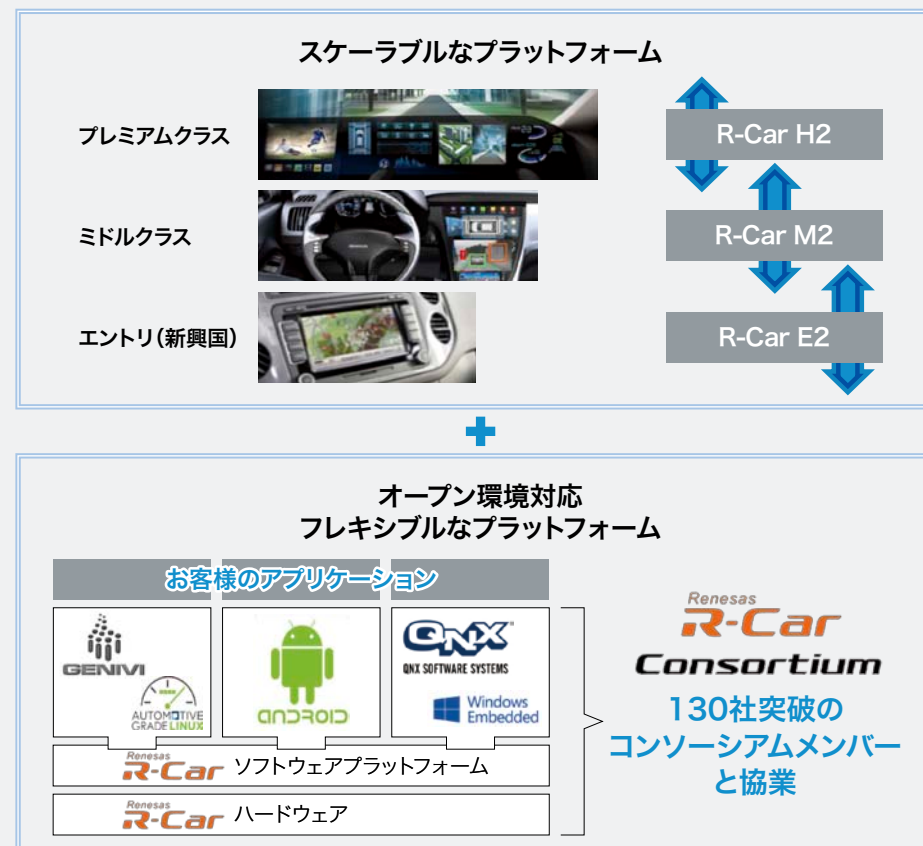 スケーラブルなプラットフォーム
プレミアムクラス
R-Car H2
ミドルクラス
R-Car M2
エントリ（新興国）
R-Car E2
オープン環境対応
フレキシブルなプラットフォーム
お客様のアプリケーション
GENIVI
AUTOMOTIVE
GRADE LINUX
ANDROID
QNX
QNX SOFTWARE SYSTEMS
Windows
Embedded
Renesas
R-Car ソフトウェアプラットフォーム
Renesas
R-Car ハードウェア
Renesas
R-Car
Consortium
130社突破の
コンソーシアムメンバー
と協業